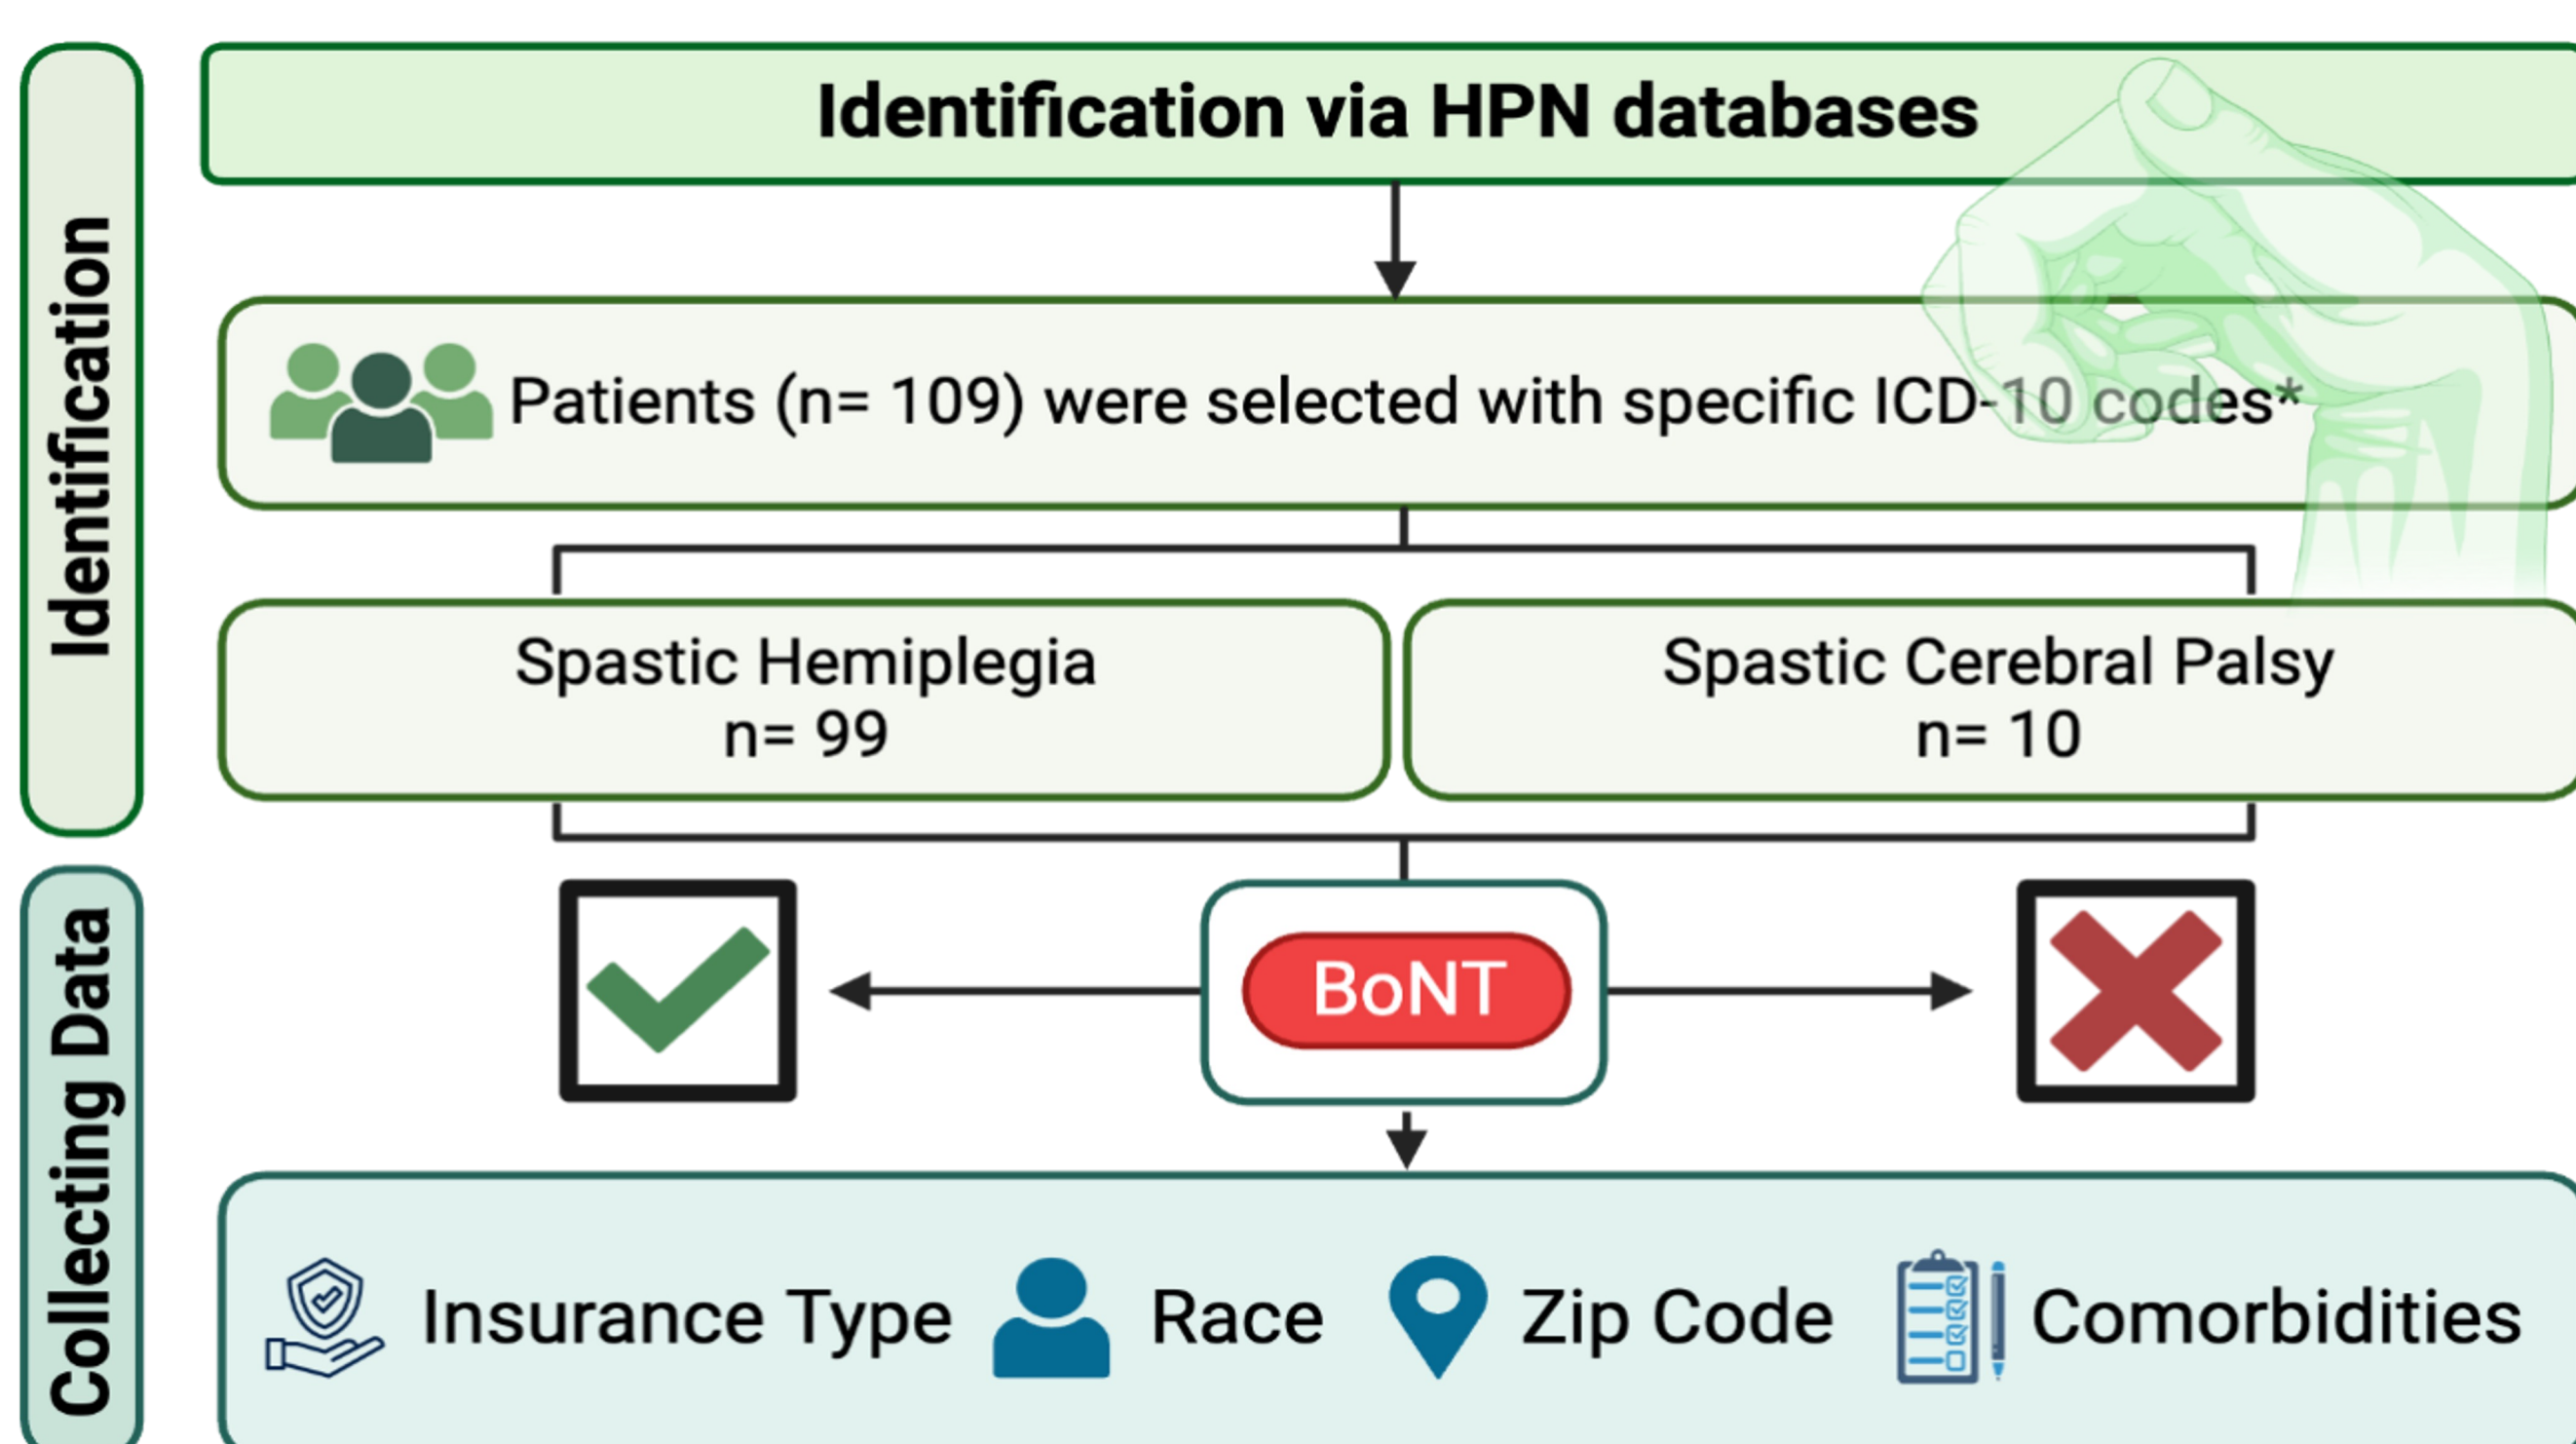 Identification
Identification via HPN databases
Patients (n= 109) were selected with specific ICD-10 codes*
Spastic Hemiplegia
n= 99
Spastic Cerebral Palsy
n= 10
Collecting Data
BoNT
Insurance Type
Race
Zip Code
Comorbidities